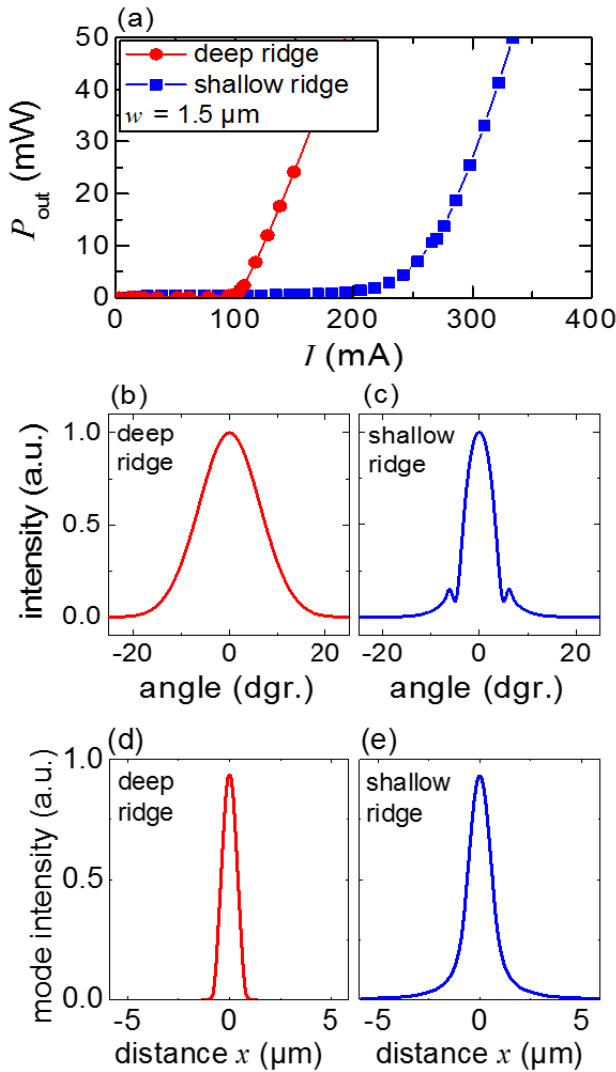 (a)
50
40
30
20
10
0
P_out (mW)
deep ridge
shallow ridge
w = 1.5 µm
0 100 200 300 400
I (mA)
(b)
deep
ridge
1.0
0.5
0.0
intensity (a.u.)
-20 0 20
angle (dgr.)
(c)
shallow
ridge
-20 0 20
angle (dgr.)
(d)
deep
ridge
1.0
0.5
0.0
mode intensity (a.u.)
-5 0 5
distance x (µm)
(e)
shallow
ridge
-5 0 5
distance x (µm)